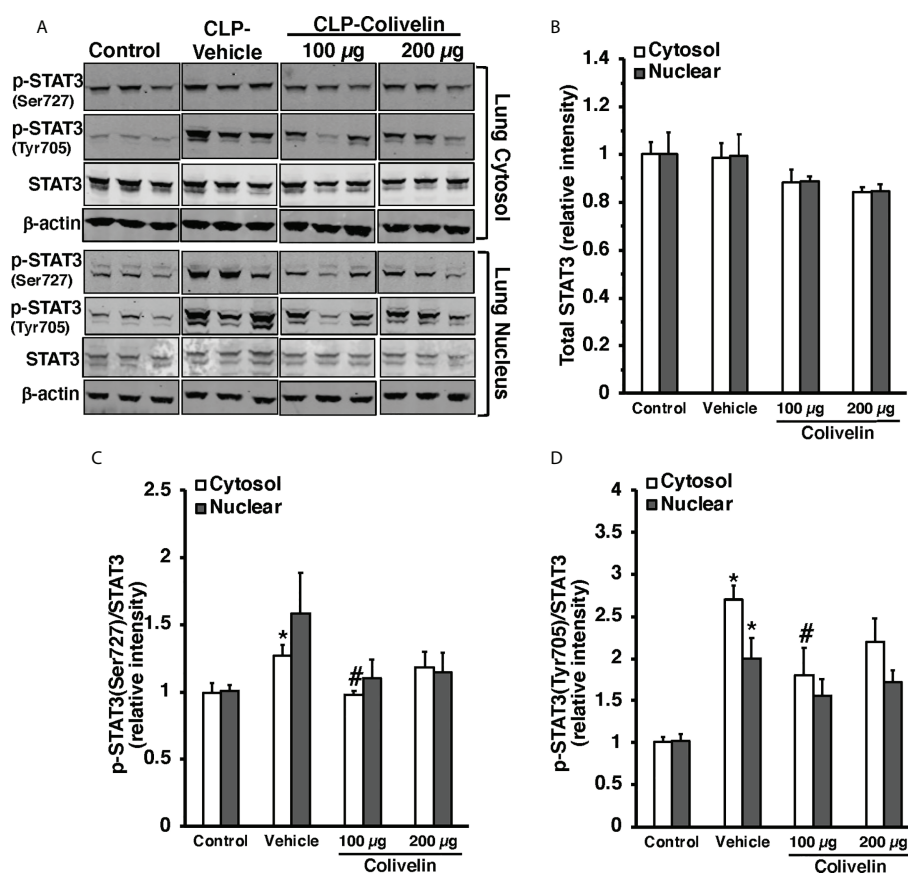 A
Control
CLP-
Vehicle
CLP-Colivelin
100 µg
200 µg
p-STAT3
(Ser727)
p-STAT3
(Tyr705)
STAT3
β-actin
Lung Cytosol
p-STAT3
(Ser727)
p-STAT3
(Tyr705)
STAT3
β-actin
Lung Nucleus
B
Cytosol
Nuclear
Total STAT3 (relative intensity)
1.4
1.2
1
0.8
0.6
0.4
0.2
0
Control
Vehicle
100 µg
200 µg
Colivelin
C
Cytosol
Nuclear
p-STAT3(Ser727)/STAT3
(relative intensity)
2.5
2
1.5
1
0.5
0
*
#
Control
Vehicle
100 µg
200 µg
Colivelin
D
Cytosol
Nuclear
p-STAT3(Tyr705)/STAT3
(relative intensity)
4
3.5
3
2.5
2
1.5
1
0.5
0
*
*
#
Control
Vehicle
100 µg
200 µg
Colivelin